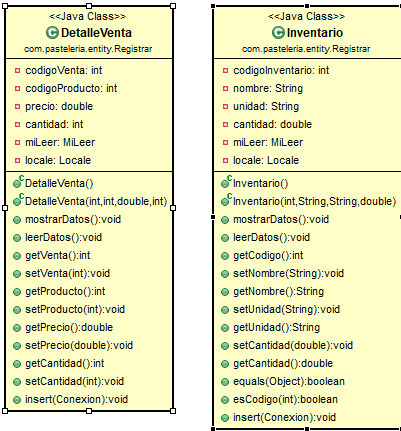 <<Java Class>>
DetalleVenta
com.pasteleria.entity.Registrar
codigoVenta: int
codigoProducto: int
precio: double
cantidad: int
miLeer: MiLeer
locale: Locale
DetalleVenta()
DetalleVenta(int,int,double,int)
mostrarDatos():void
leerDatos():void
getVenta():int
setVenta(int):void
getProducto():int
setProducto(int):void
getPrecio():double
setPrecio(double):void
getCantidad():int
setCantidad(int):void
insert(Conexion):void
<<Java Class>>
Inventario
com.pasteleria.entity.Registrar
codigoInventario: int
nombre: String
unidad: String
cantidad: double
miLeer: MiLeer
locale: Locale
Inventario()
Inventario(int,String,String,double)
mostrarDatos():void
leerDatos():void
getCodigo():int
setNombre(String):void
getNombre():String
setUnidad(String):void
getUnidad():String
setCantidad(double):void
getCantidad():double
equals(Object):boolean
esCodigo(int):boolean
insert(Conexion):void